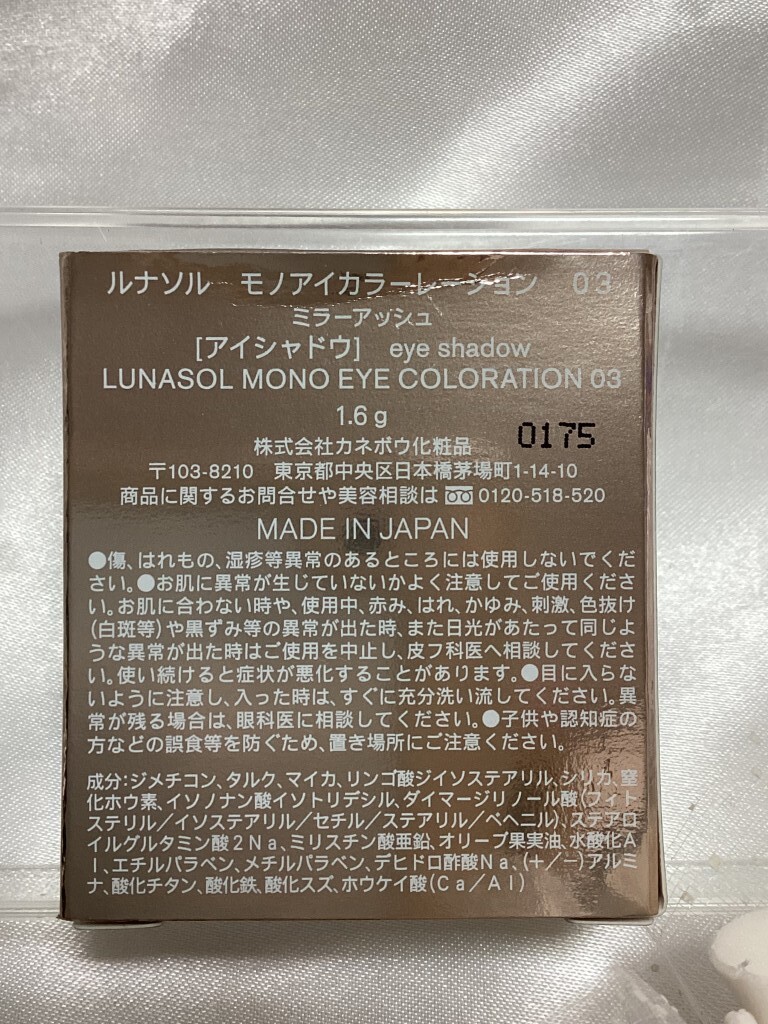 ルナソル モノアイカラーレーション 03
ミラーアッシュ
[アイシャドウ] eye shadow
LUNASOL MONO EYE COLORATION 03
1.6 g
0175
株式会社カネボウ化粧品
〒103-8210 東京都中央区日本橋茅場町1-14-10
商品に関するお問合せや美容相談は 0120-518-520
MADE IN JAPAN
●傷、はれもの、湿疹等異常のあるところには使用しないでくだ
さい。●お肌に異常が生じていないかよく注意してご使用くださ
い。お肌に合わない時や、使用中、赤み、はれ、かゆみ、刺激、色抜け
(白斑等)や黒ずみ等の異常が出た時、また日光があたって同じよ
うな異常が出た時はご使用を中止し、皮フ科医へ相談してくださ
い。使い続けると症状が悪化することがあります。●目に入らな
いように注意し、入った時は、すぐに充分洗い流してください。異
常が残る場合は、眼科医に相談してください。●子供や認知症の
方などの誤食等を防ぐため、置き場所にご注意ください。
成分:ジメチコン、タルク、マイカ、リンゴ酸ジイソステアリル、シリカ、窒
化ホウ素、イソノナン酸イソトリデシル、ダイマージリノール酸(フィト
ステリル/イソステアリル/セチル/ステアリル/ベヘニル)、ステアロ
イルグルタミン酸2Na、ミリスチン酸亜鉛、オリーブ果実油、水酸化A
l、エチルパラベン、メチルパラベン、デヒドロ酢酸Na、(+/-)アルミ
ナ、酸化チタン、酸化鉄、酸化スズ、ホウケイ酸(Ca/Al)